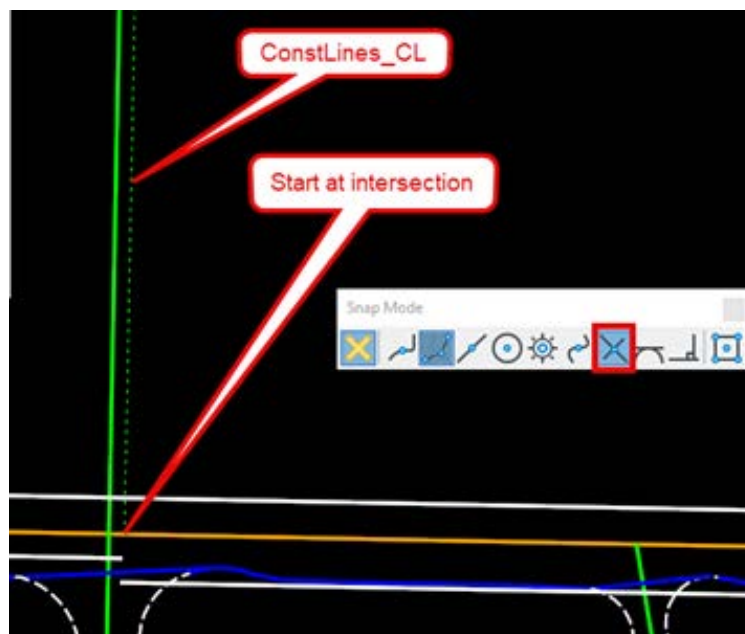 ConstLines_CL
Start at intersection
Snap Mode